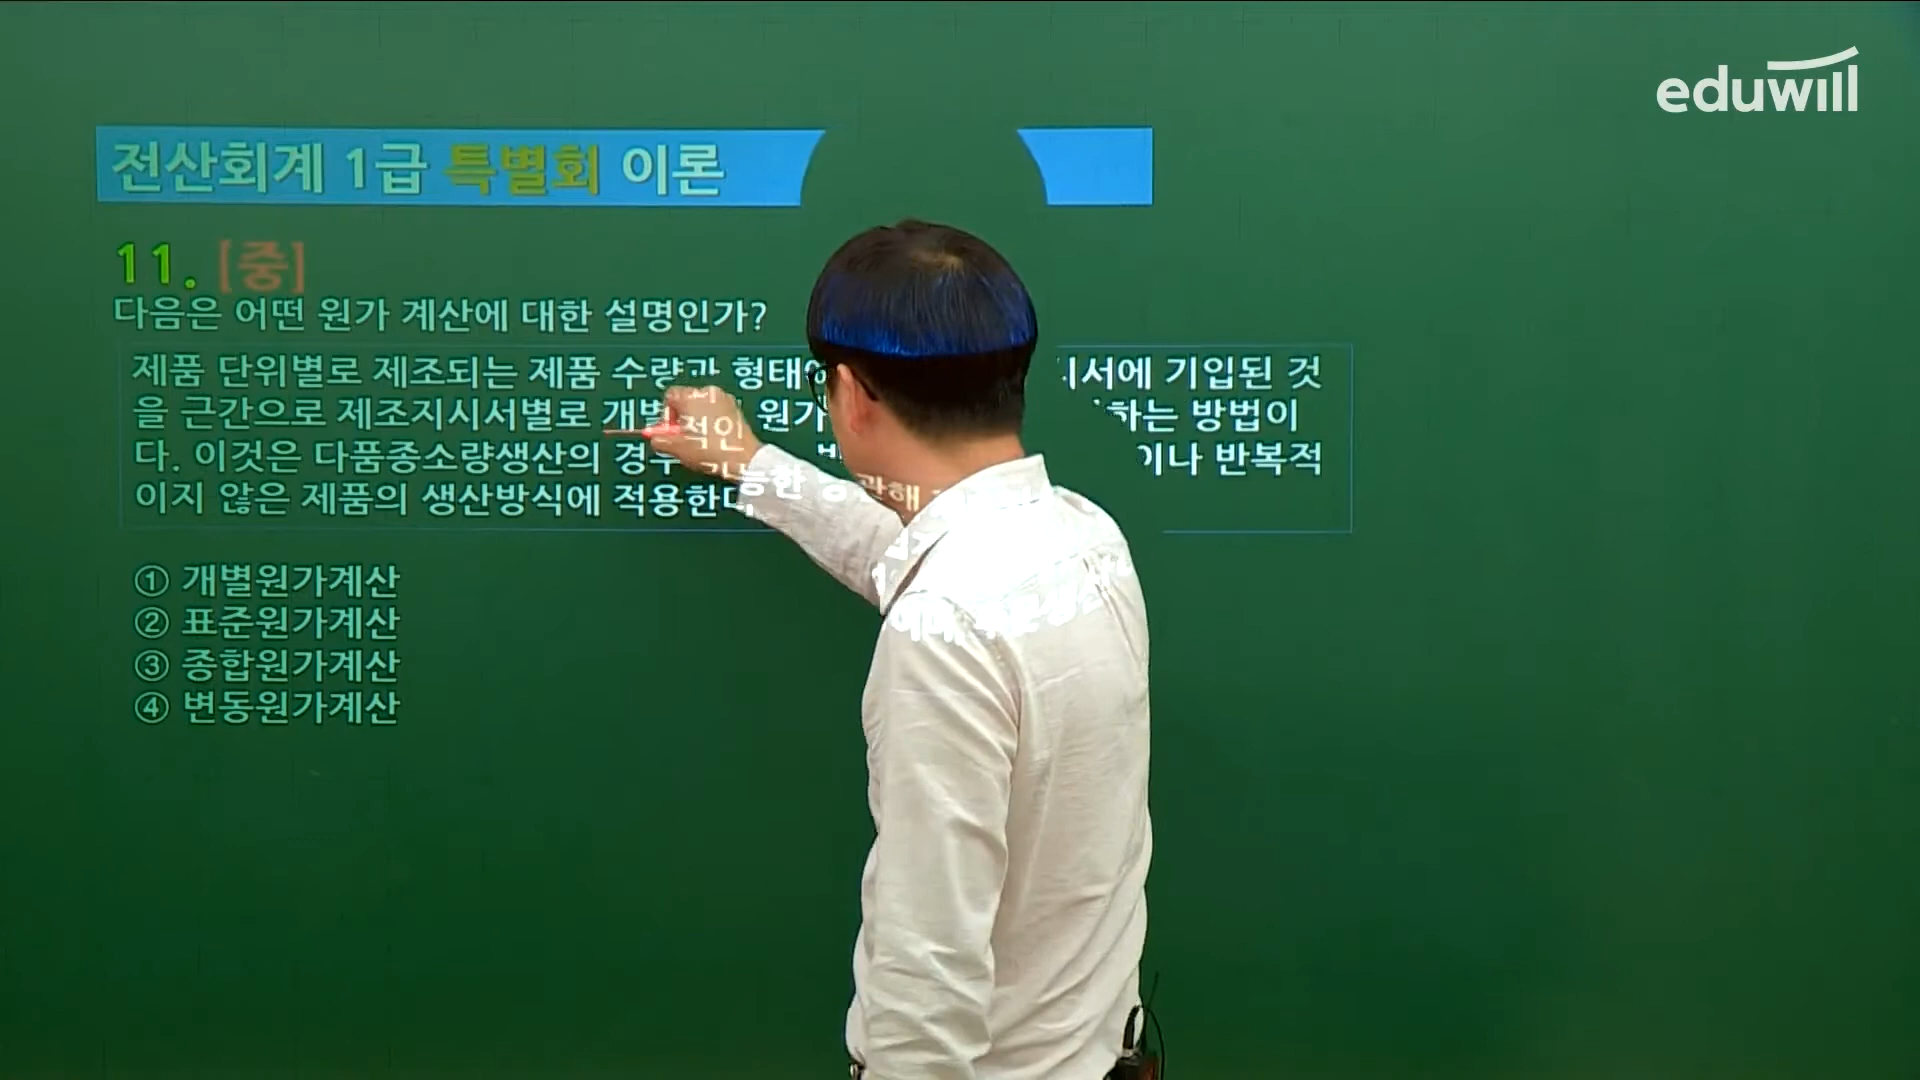 eduwill
전산회계 1급 특별회 이론
11. [중]
다음은 어떤 원가 계산에 대한 설명인가?
제품 단위별로 제조되는 제품 수량과 형태에 기입된 것
을 근간으로 제조지시서별로 원가 하는 방법이
다. 이것은 다품종소량생산의 경우 이나 반복적
이지 않은 제품의 생산방식에 적용한다
① 개별원가계산
② 표준원가계산
③ 종합원가계산
④ 변동원가계산